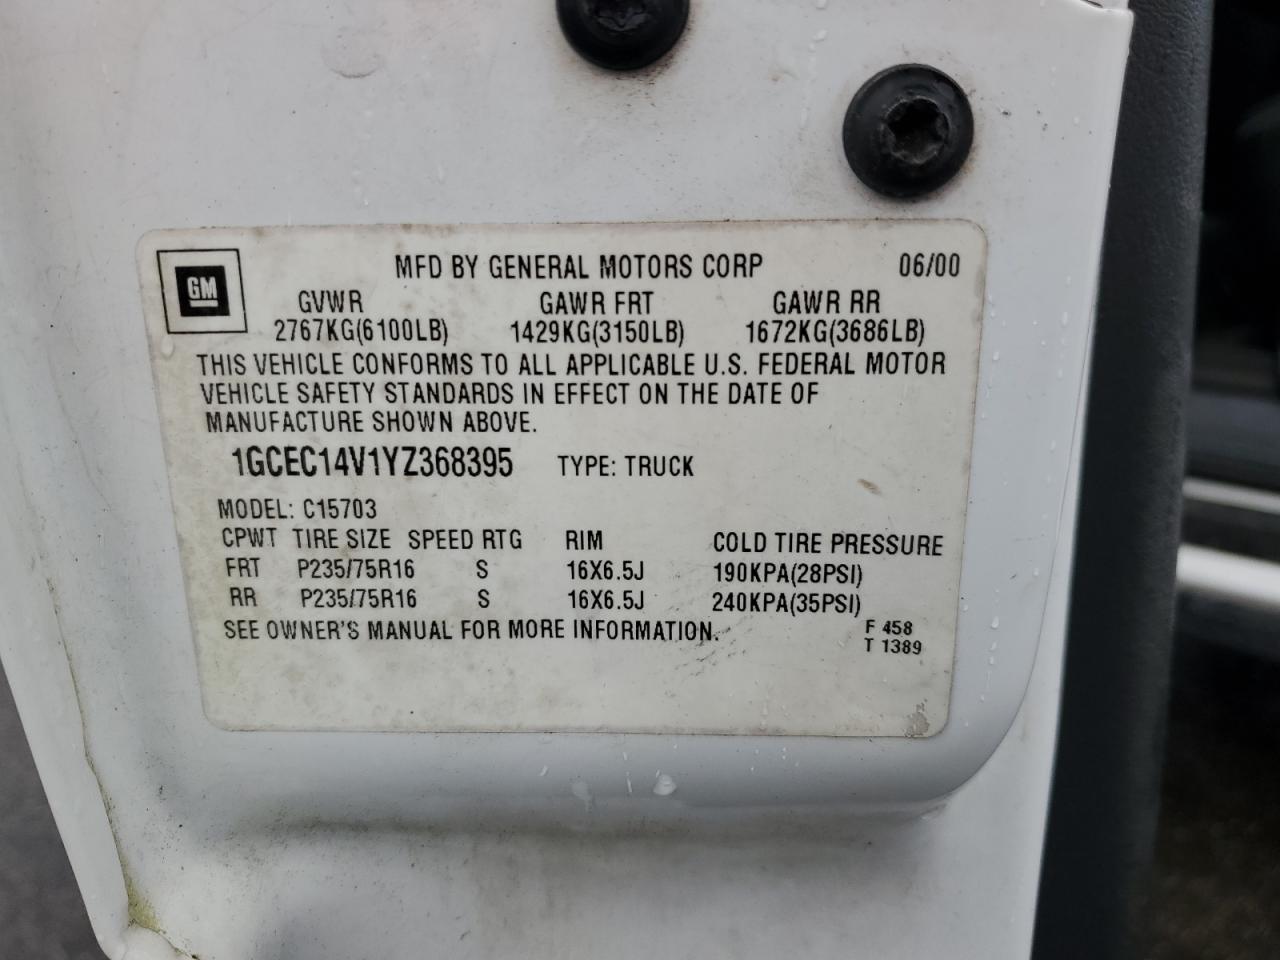 MFD BY GENERAL MOTORS CORP 06/00
GM
GVWR GAWR FRT GAWR RR
2767KG(6100LB) 1429KG(3150LB) 1672KG(3686LB)
THIS VEHICLE CONFORMS TO ALL APPLICABLE U.S. FEDERAL MOTOR
VEHICLE SAFETY STANDARDS IN EFFECT ON THE DATE OF
MANUFACTURE SHOWN ABOVE.
1GCEC14V1YZ368395 TYPE: TRUCK
MODEL: C15703
CPWT TIRE SIZE SPEED RTG RIM COLD TIRE PRESSURE
FRT P235/75R16 S 16X6.5J 190KPA(28PSI)
RR P235/75R16 S 16X6.5J 240KPA(35PSI)
SEE OWNER'S MANUAL FOR MORE INFORMATION.
F 458
T 1389